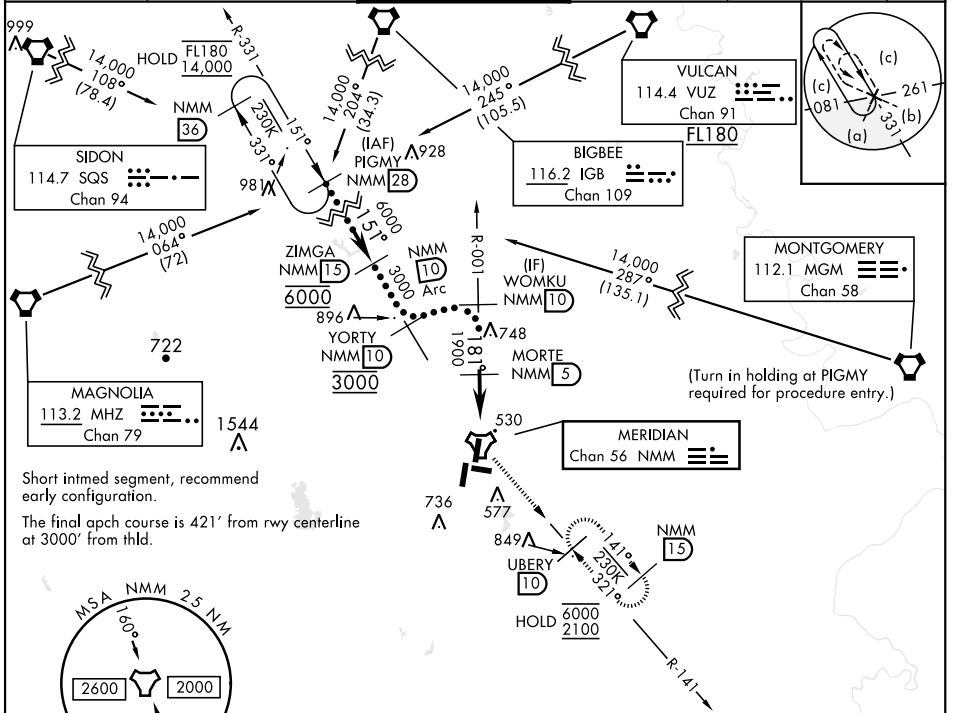 999
14,000
108°
(78.4)
HOLD
FL180
14,000
R-331
14,000
204°
(34.3)
14,000
245°
(105.5)
VULCAN
114.4 VUZ
Chan 91
FL180
(c)
(c)
081
261
(b)
331
(a)
NMM
36
230K
151°
331°
SIDON
114.7 SQS
Chan 94
981
(IAF)
PIGMY
NMM 28
928
BIGBEE
116.2 IGB
Chan 109
14,000
064°
(72)
6000
151°
ZIMGA
NMM 15
6000
3000
NMM
10
Arc
R-001
(IF)
WOMKU
NMM 10
14,000
287°
(135.1)
MONTGOMERY
112.1 MGM
Chan 58
896
YORTY
NMM 10
3000
748
181°
1900
MORTE
NMM 5
722
(Turn in holding at PIGMY
required for procedure entry.)
MAGNOLIA
113.2 MHZ
Chan 79
1544
530
MERIDIAN
Chan 56 NMM
Short intmed segment, recommend
early configuration.
The final apch course is 421' from rwy centerline
at 3000' from thld.
736
577
849
UBERY
10
141°
230K
321°
NMM
15
HOLD
6000
2100
R-141
MSA NMM 25 NM
160°
2600
2000